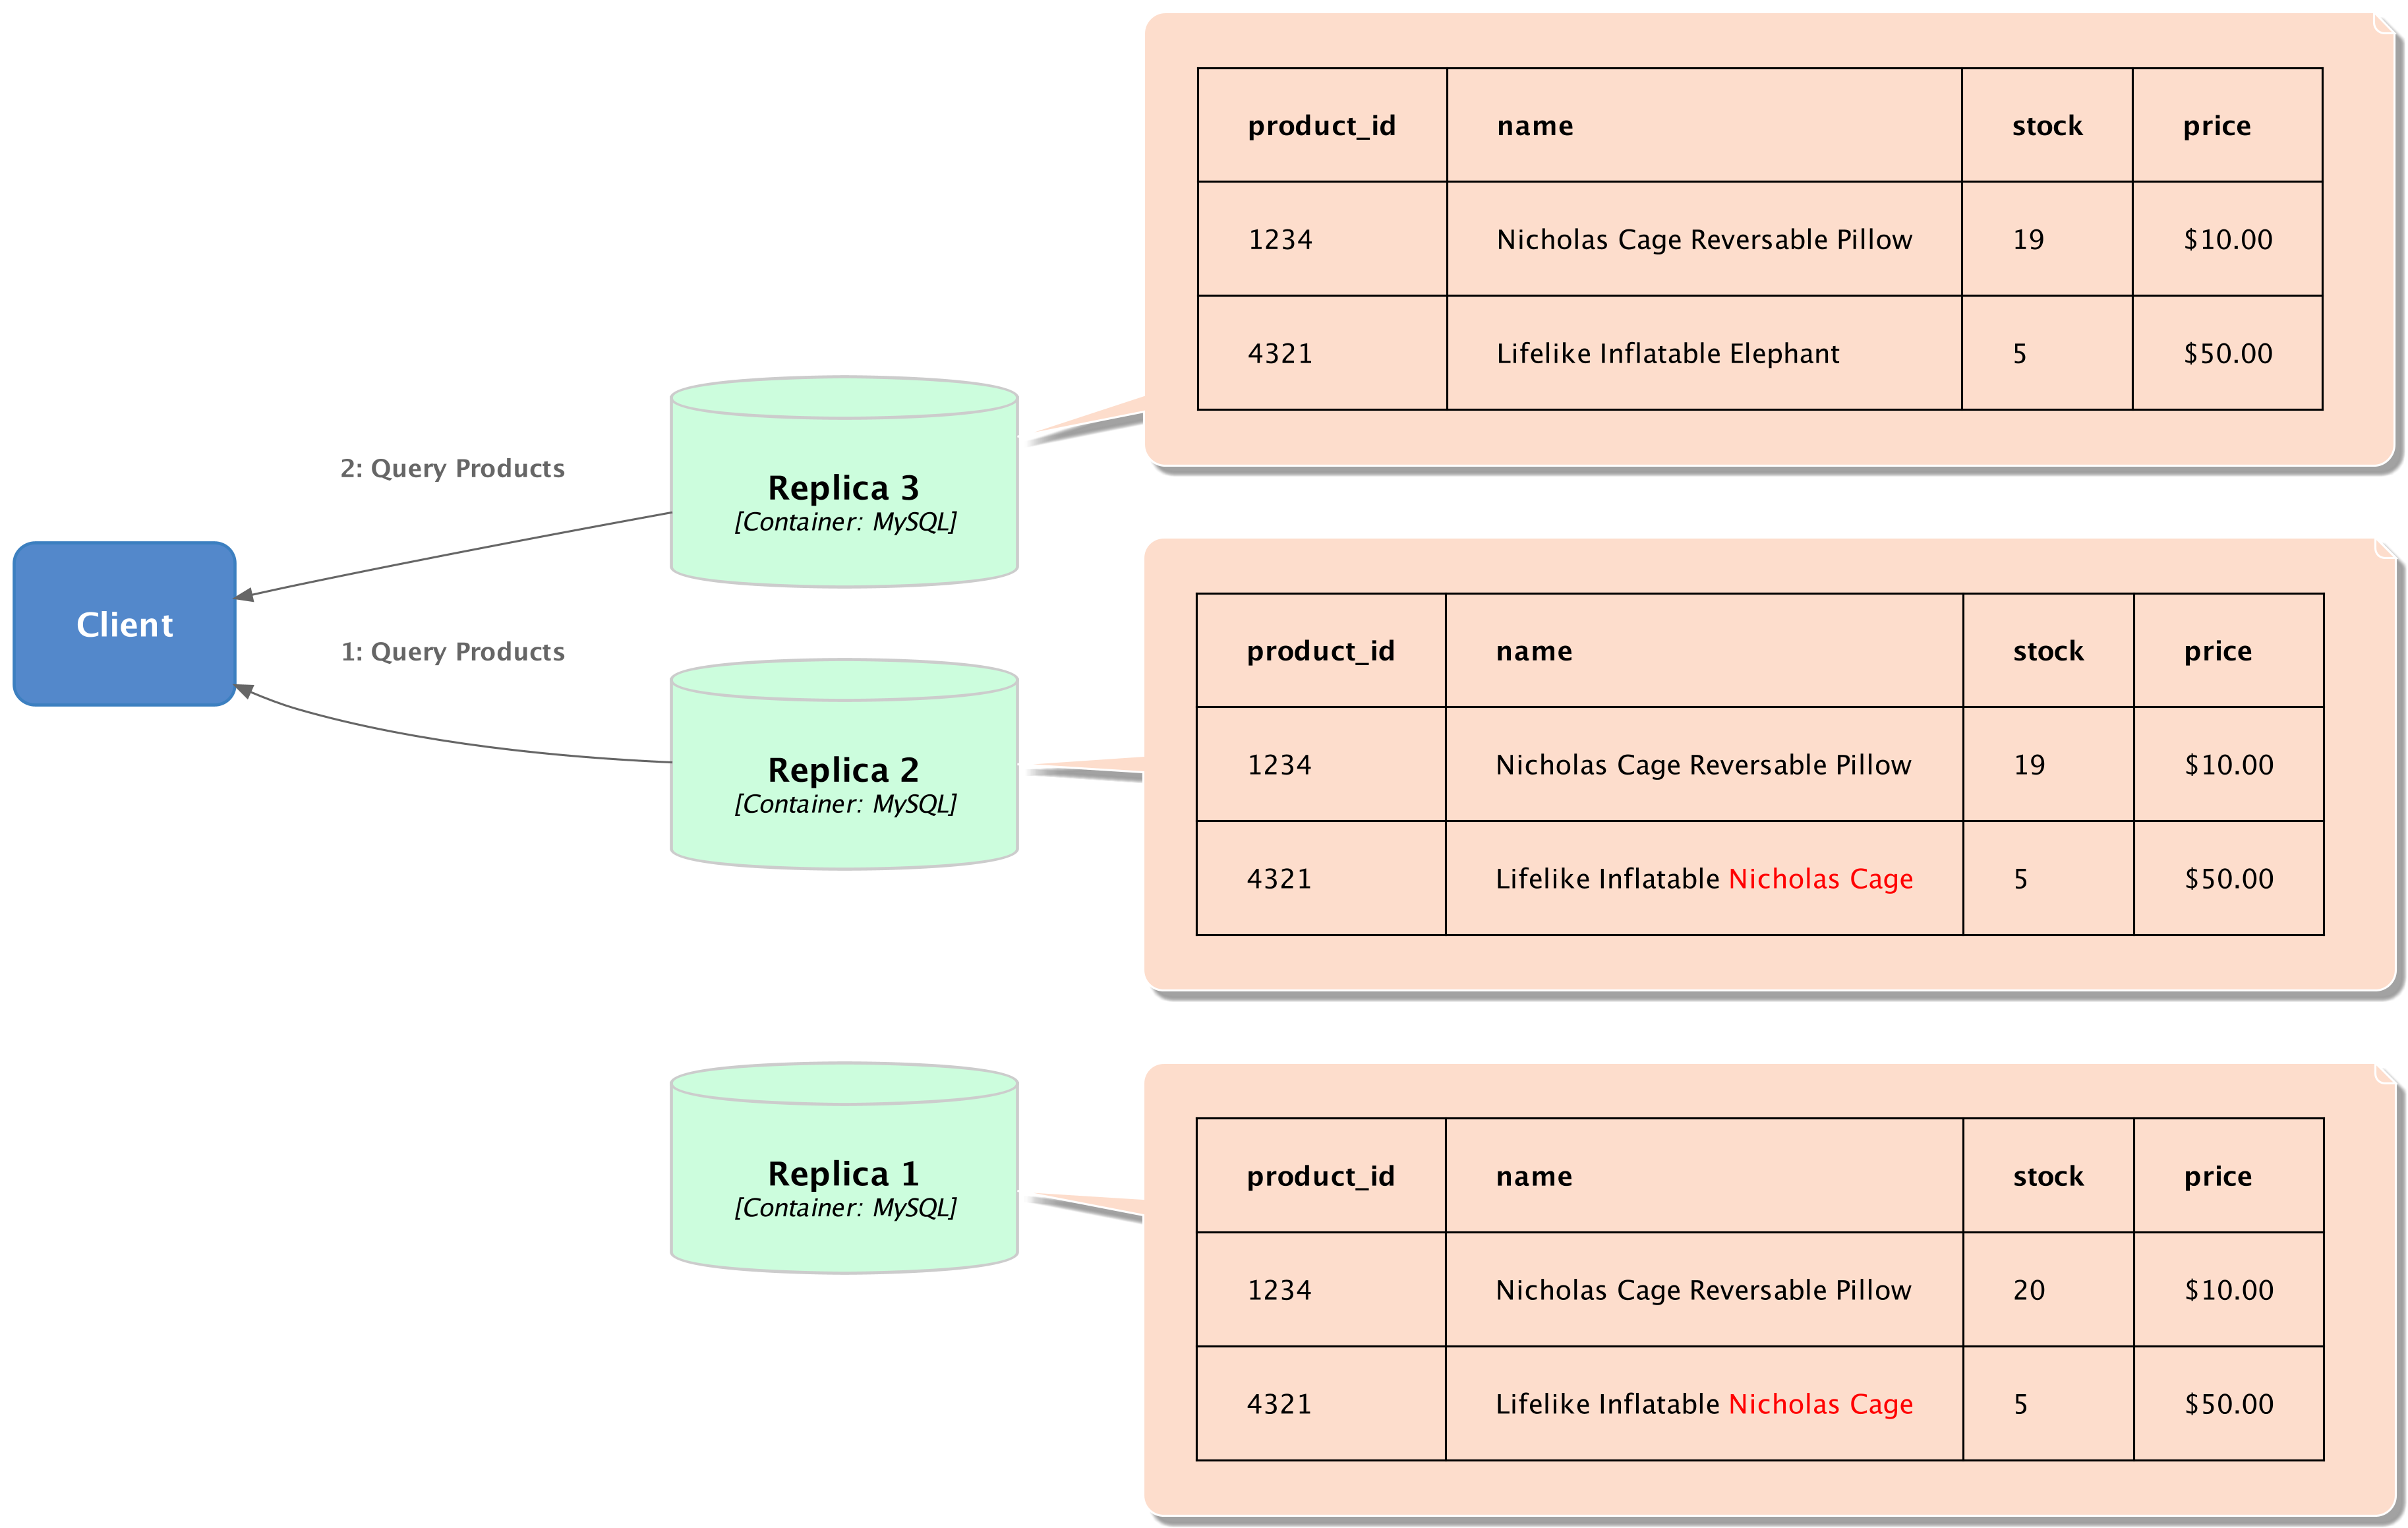 product_id name stock price
1234 Nicholas Cage Reversable Pillow 19 $10.00
4321 Lifelike Inflatable Elephant 5 $50.00
2: Query Products
Replica 3
[Container: MySQL]
Client
1: Query Products
Replica 2
[Container: MySQL]
product_id name stock price
1234 Nicholas Cage Reversable Pillow 19 $10.00
4321 Lifelike Inflatable Nicholas Cage 5 $50.00
Replica 1
[Container: MySQL]
product_id name stock price
1234 Nicholas Cage Reversable Pillow 20 $10.00
4321 Lifelike Inflatable Nicholas Cage 5 $50.00